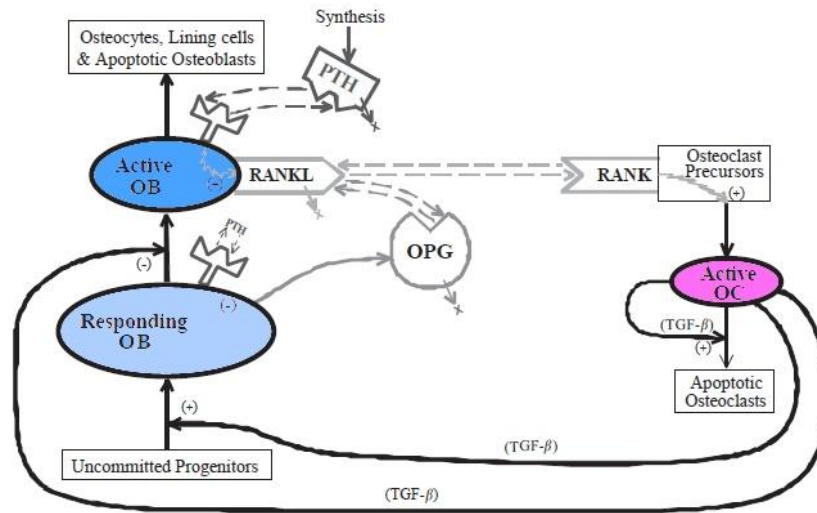 Synthesis
Osteocytes, Lining cells
& Apoptotic Osteoblasts
PTH
x
Active
OB
(-)
RANKL
x
RANK
Osteoclast
Precursors
(+)
PTH
(-)
(-)
OPG
x
Responding
OB
Active
OC
(TGF-β)
(+)
Apoptotic
Osteoclasts
(+)
(TGF-β)
Uncommitted Progenitors
(TGF-β)